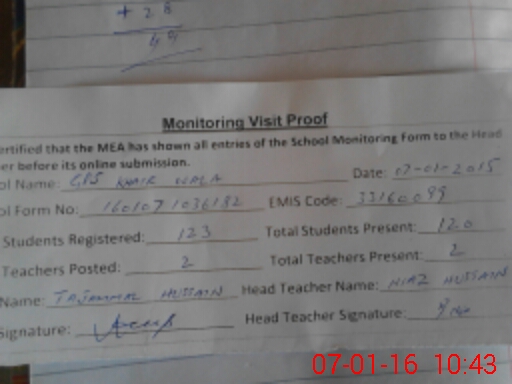 + 28
49
Monitoring Visit Proof
ertified that the MEA has shown all entries of the School Monitoring Form to the Head
er before its online submission.
ol Name: GPS KHAIR WALA Date: 07-01-2015
ol Form No: 1601071036182 EMIS Code: 33160099
Students Registered: 123 Total Students Present: 120
Teachers Posted: 2 Total Teachers Present: 2
Name: TAJAMMAL HUSSAIN Head Teacher Name: NIAZ HUSSAIN
Signature: Head Teacher Signature:
07-01-16 10:43